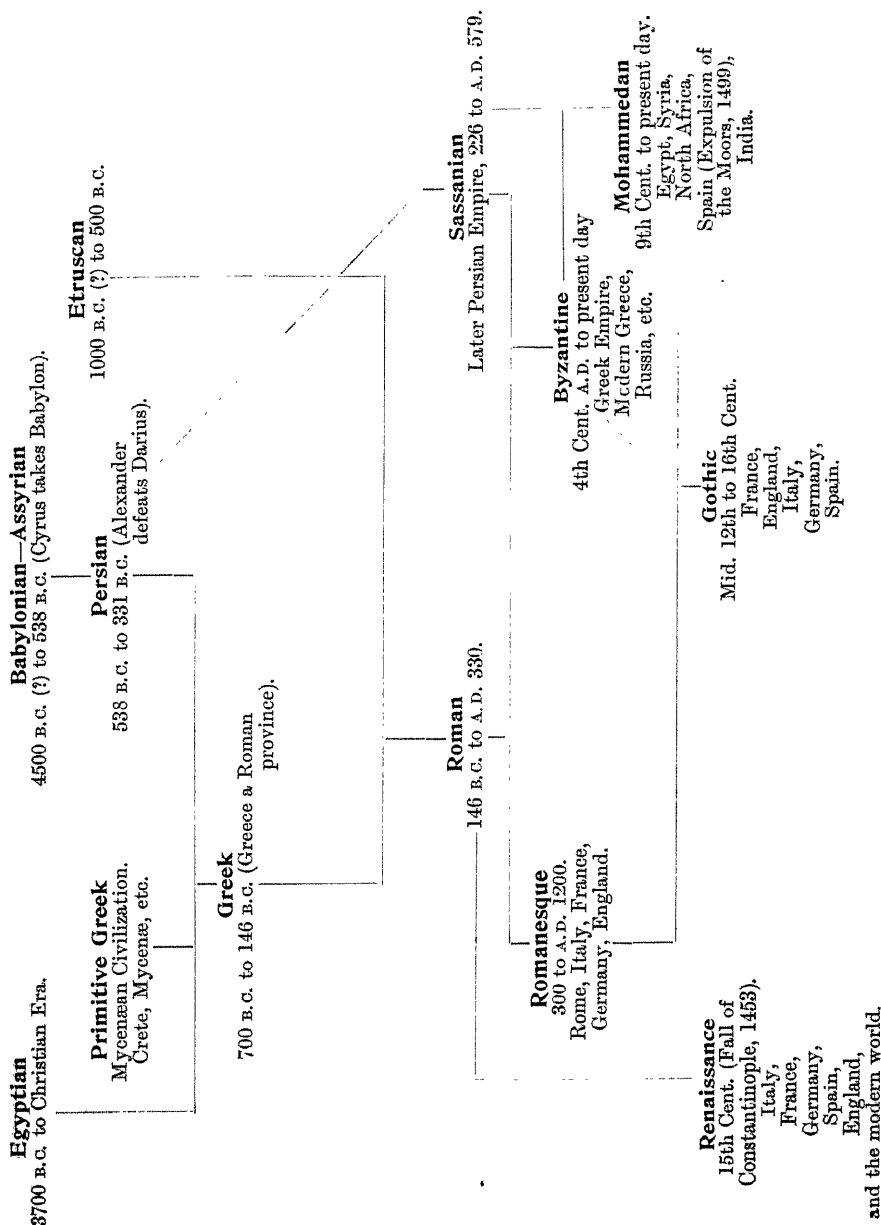 Egyptian
3700 B.C. to Christian Era.
Babylonian—Assyrian
4500 B.C. (?) to 538 B.C. (Cyrus takes Babylon).
Primitive Greek
Mycenæan Civilization.
Crete, Mycenæ, etc.
Persian
538 B.C. to 331 B.C. (Alexander
defeats Darius).
Etruscan
1000 B.C. (?) to 500 B.C.
Greek
700 B.C. to 146 B.C. (Greece a Roman
province).
Roman
146 B.C. to A.D. 330.
Sassanian
Later Persian Empire, 226 to A.D. 579.
Romanesque
300 to A.D. 1200.
Rome, Italy, France,
Germany, England.
Byzantine
4th Cent. A.D. to present day
Greek Empire,
Modern Greece,
Russia, etc.
Mohammedan
9th Cent. to present day.
Egypt, Syria,
North Africa,
Spain (Expulsion of
the Moors, 1499),
India.
Renaissance
15th Cent. (Fall of
Constantinople, 1453).
Italy,
France,
Germany,
Spain,
England,
and the modern world.
Gothic
Mid. 12th to 16th Cent.
France,
England,
Italy,
Germany,
Spain.